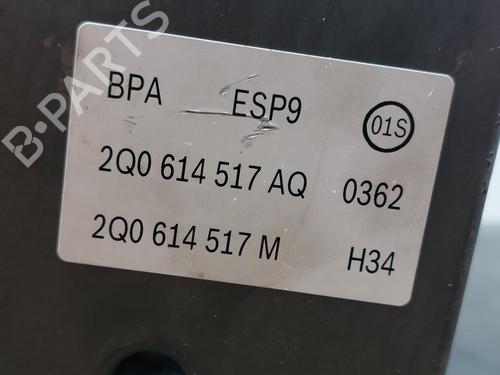 B-PARTS
BPA ESP9 01S
2Q0 614 517 AQ 0362
2Q0 614 517 M H34